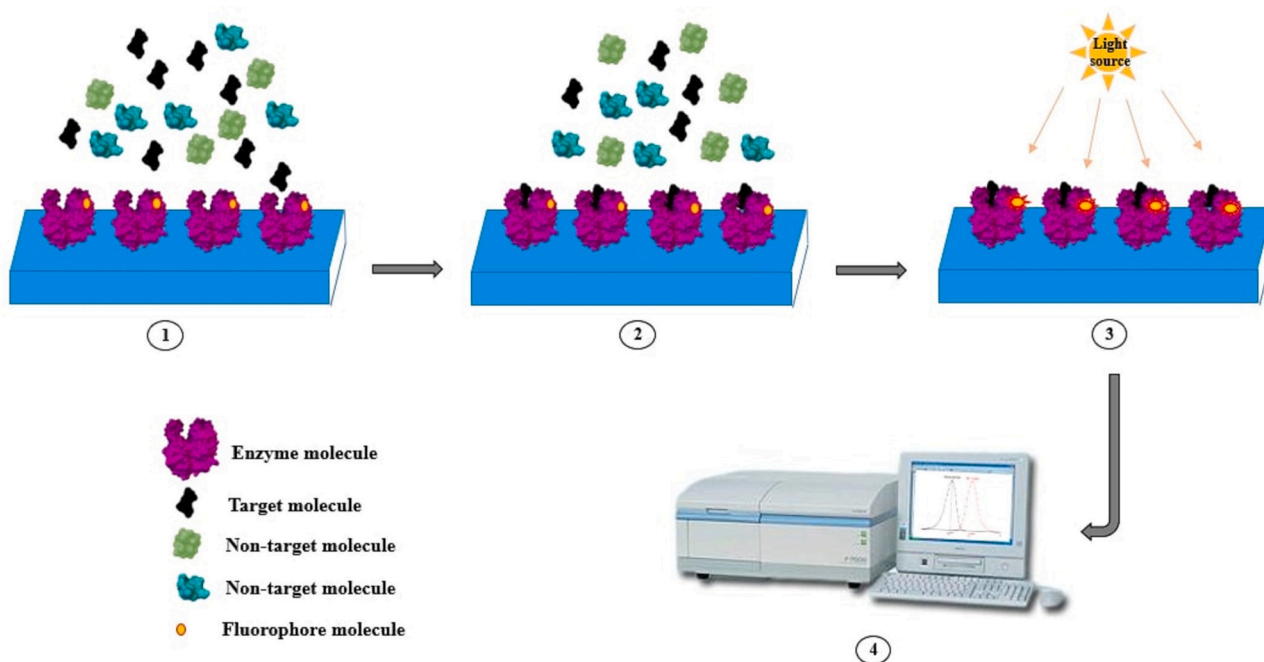 Light
source
1
2
3
Enzyme molecule
Target molecule
Non-target molecule
Non-target molecule
Fluorophore molecule
4